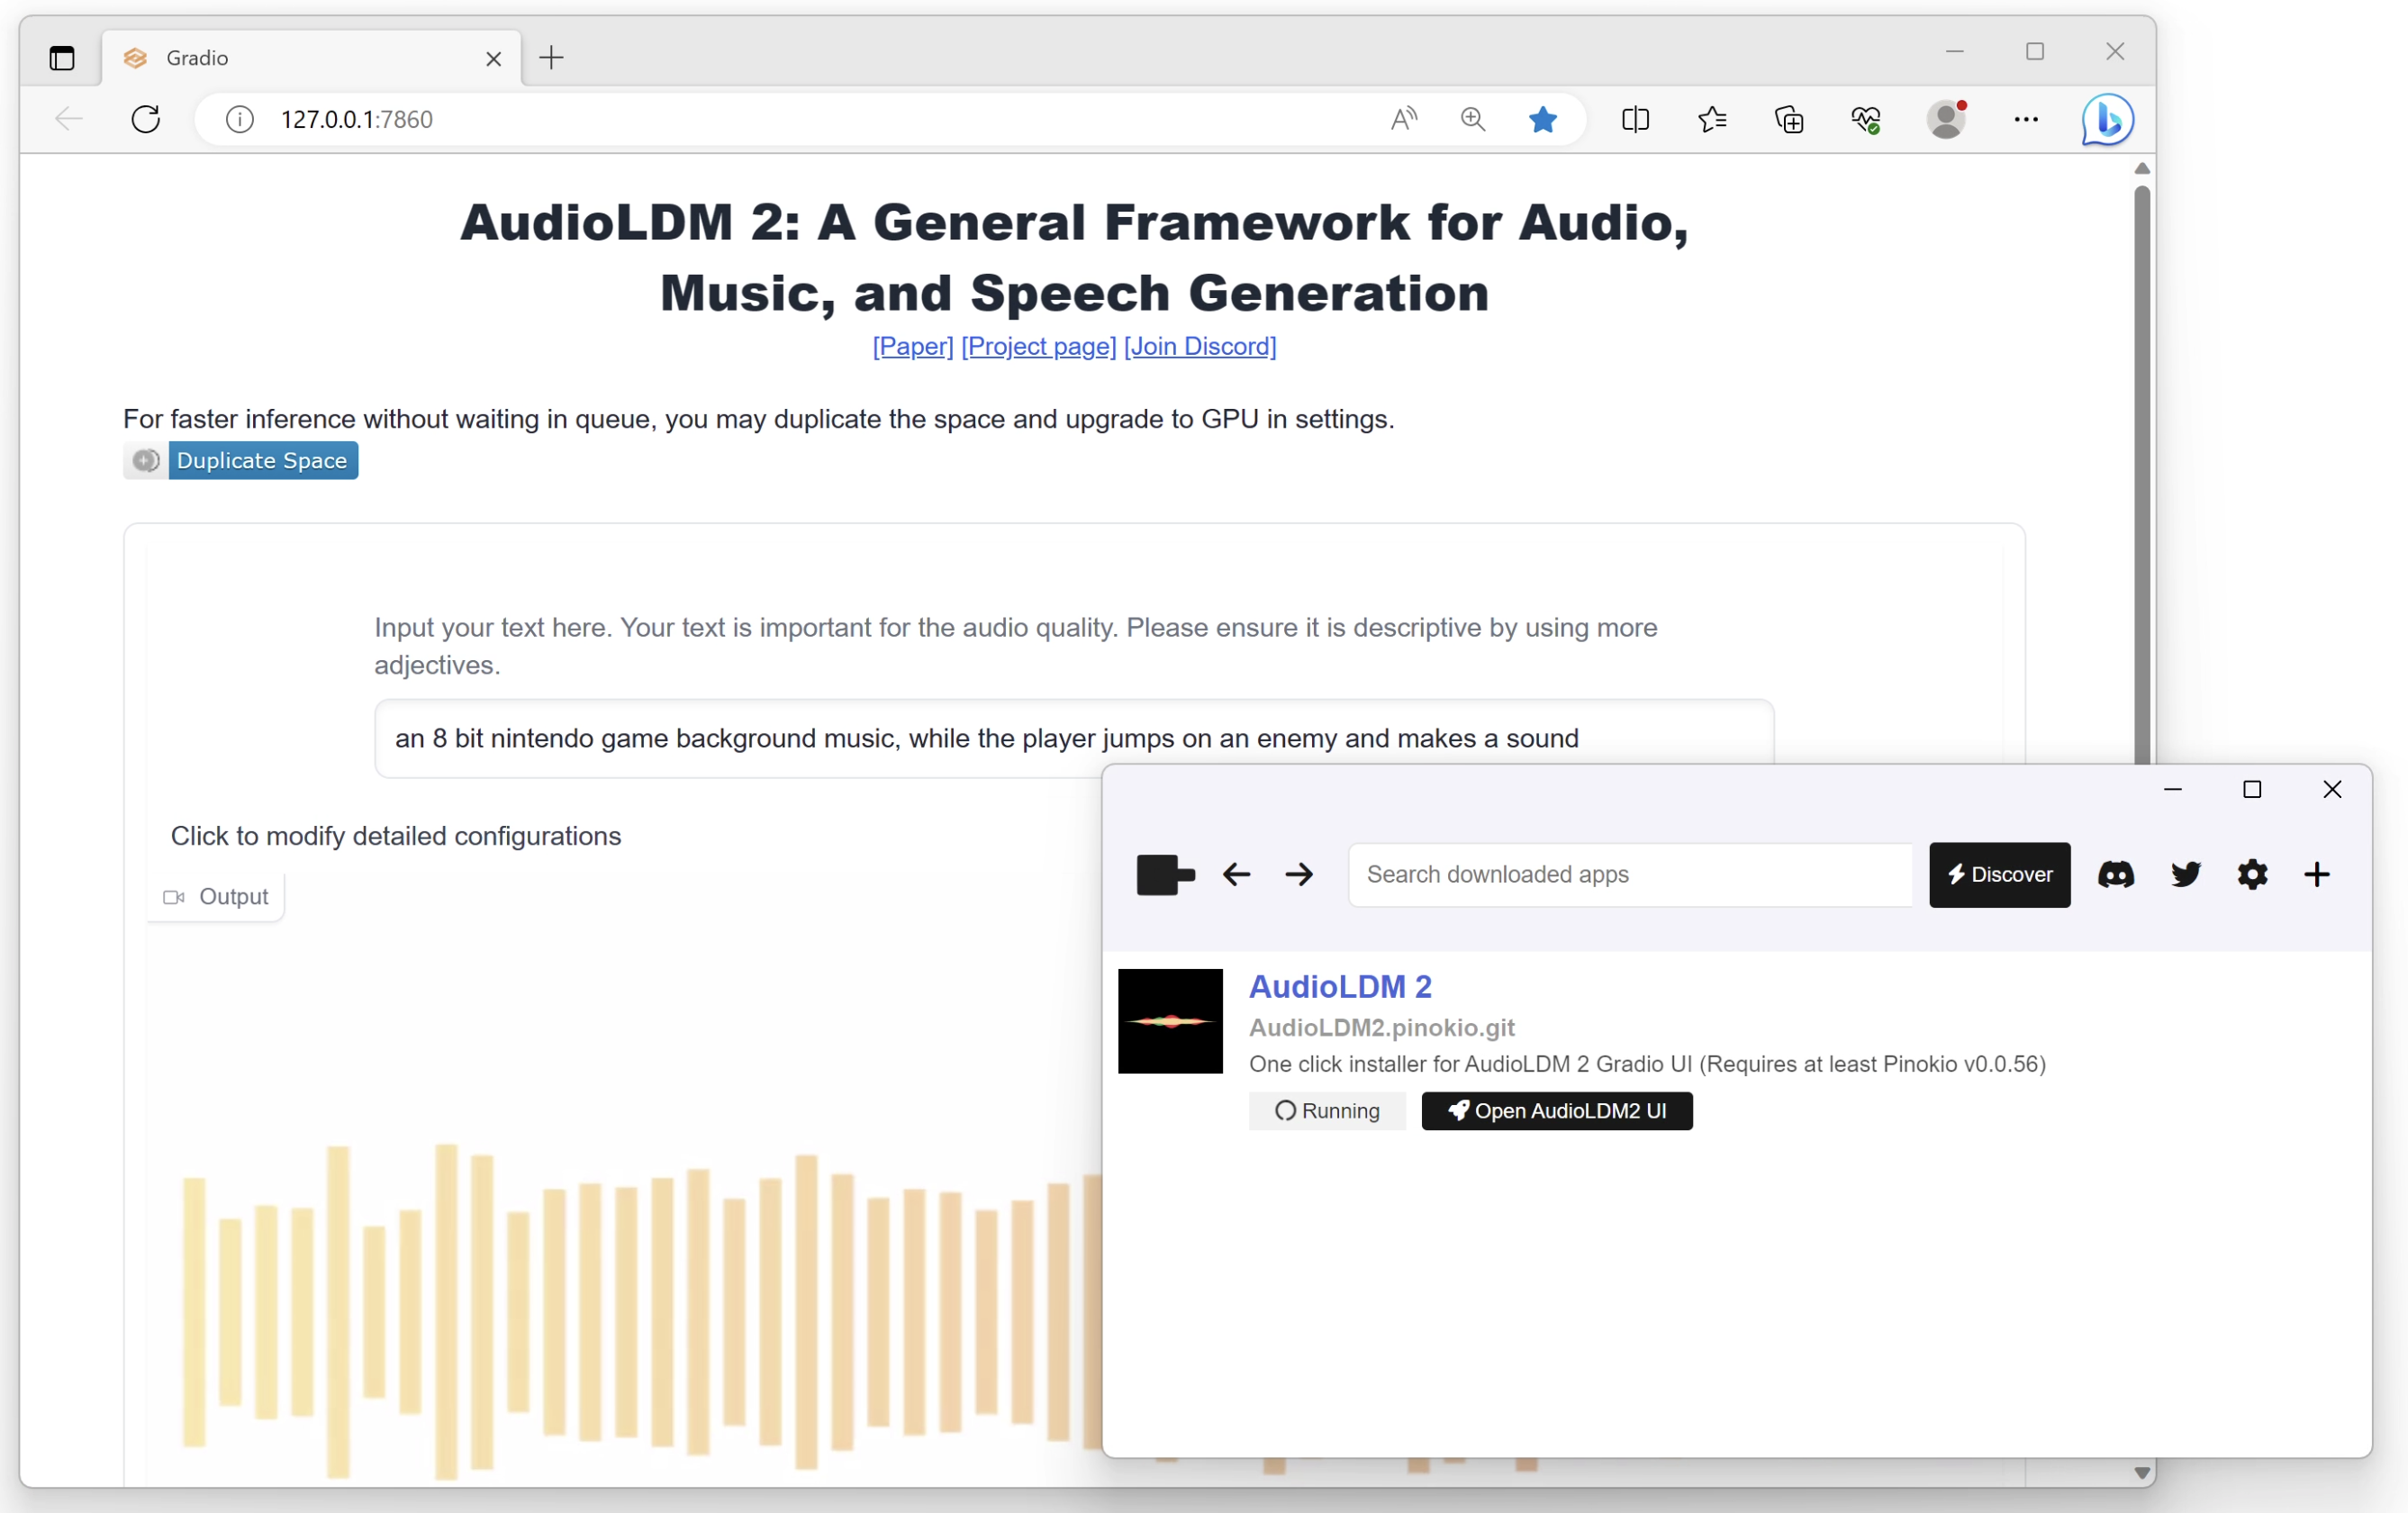 Gradio
127.0.0.1:7860
AudioLDM 2: A General Framework for Audio,
Music, and Speech Generation
[Paper] [Project page] [Join Discord]
For faster inference without waiting in queue, you may duplicate the space and upgrade to GPU in settings.
Duplicate Space
Input your text here. Your text is important for the audio quality. Please ensure it is descriptive by using more
adjectives.
an 8 bit nintendo game background music, while the player jumps on an enemy and makes a sound
Click to modify detailed configurations
Output
Search downloaded apps
Discover
AudioLDM 2
AudioLDM2.pinokio.git
One click installer for AudioLDM 2 Gradio UI (Requires at least Pinokio v0.0.56)
Running
Open AudioLDM2 UI